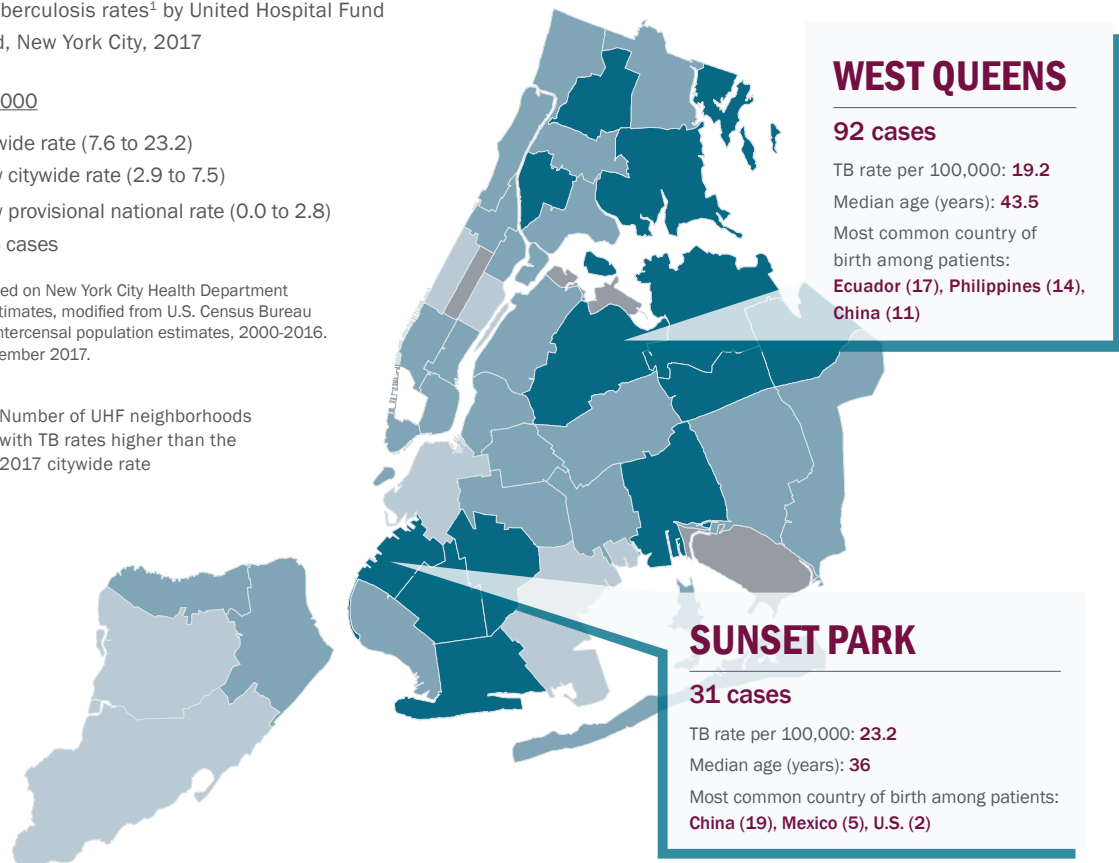 uberculosis rates¹ by United Hospital Fund
d, New York City, 2017
000
wide rate (7.6 to 23.2)
citywide rate (2.9 to 7.5)
provisional national rate (0.0 to 2.8)
cases
ed on New York City Health Department
timates, modified from U.S. Census Bureau
ntercensal population estimates, 2000-2016.
ember 2017.
Number of UHF neighborhoods
with TB rates higher than the
2017 citywide rate
WEST QUEENS
92 cases
TB rate per 100,000: 19.2
Median age (years): 43.5
Most common country of
birth among patients:
Ecuador (17), Philippines (14),
China (11)
SUNSET PARK
31 cases
TB rate per 100,000: 23.2
Median age (years): 36
Most common country of birth among patients:
China (19), Mexico (5), U.S. (2)